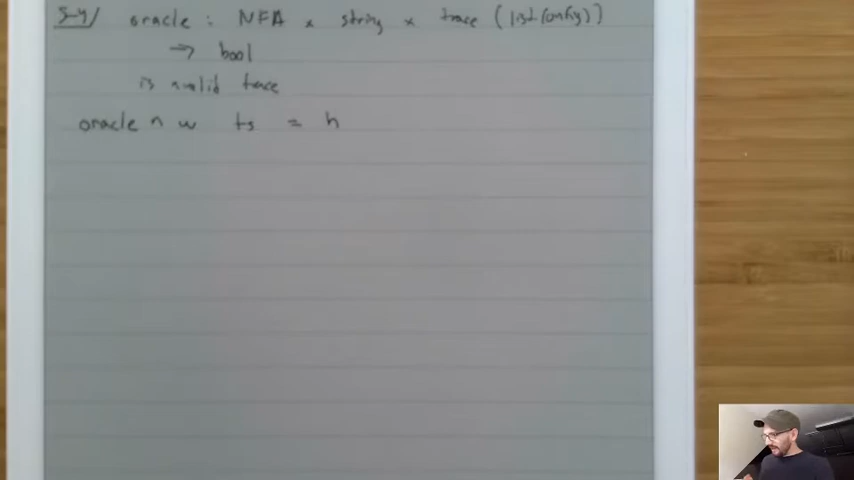 5-4/ oracle : NFA × string × trace (list config)
→ bool
is valid trace
oracle n w ts = h